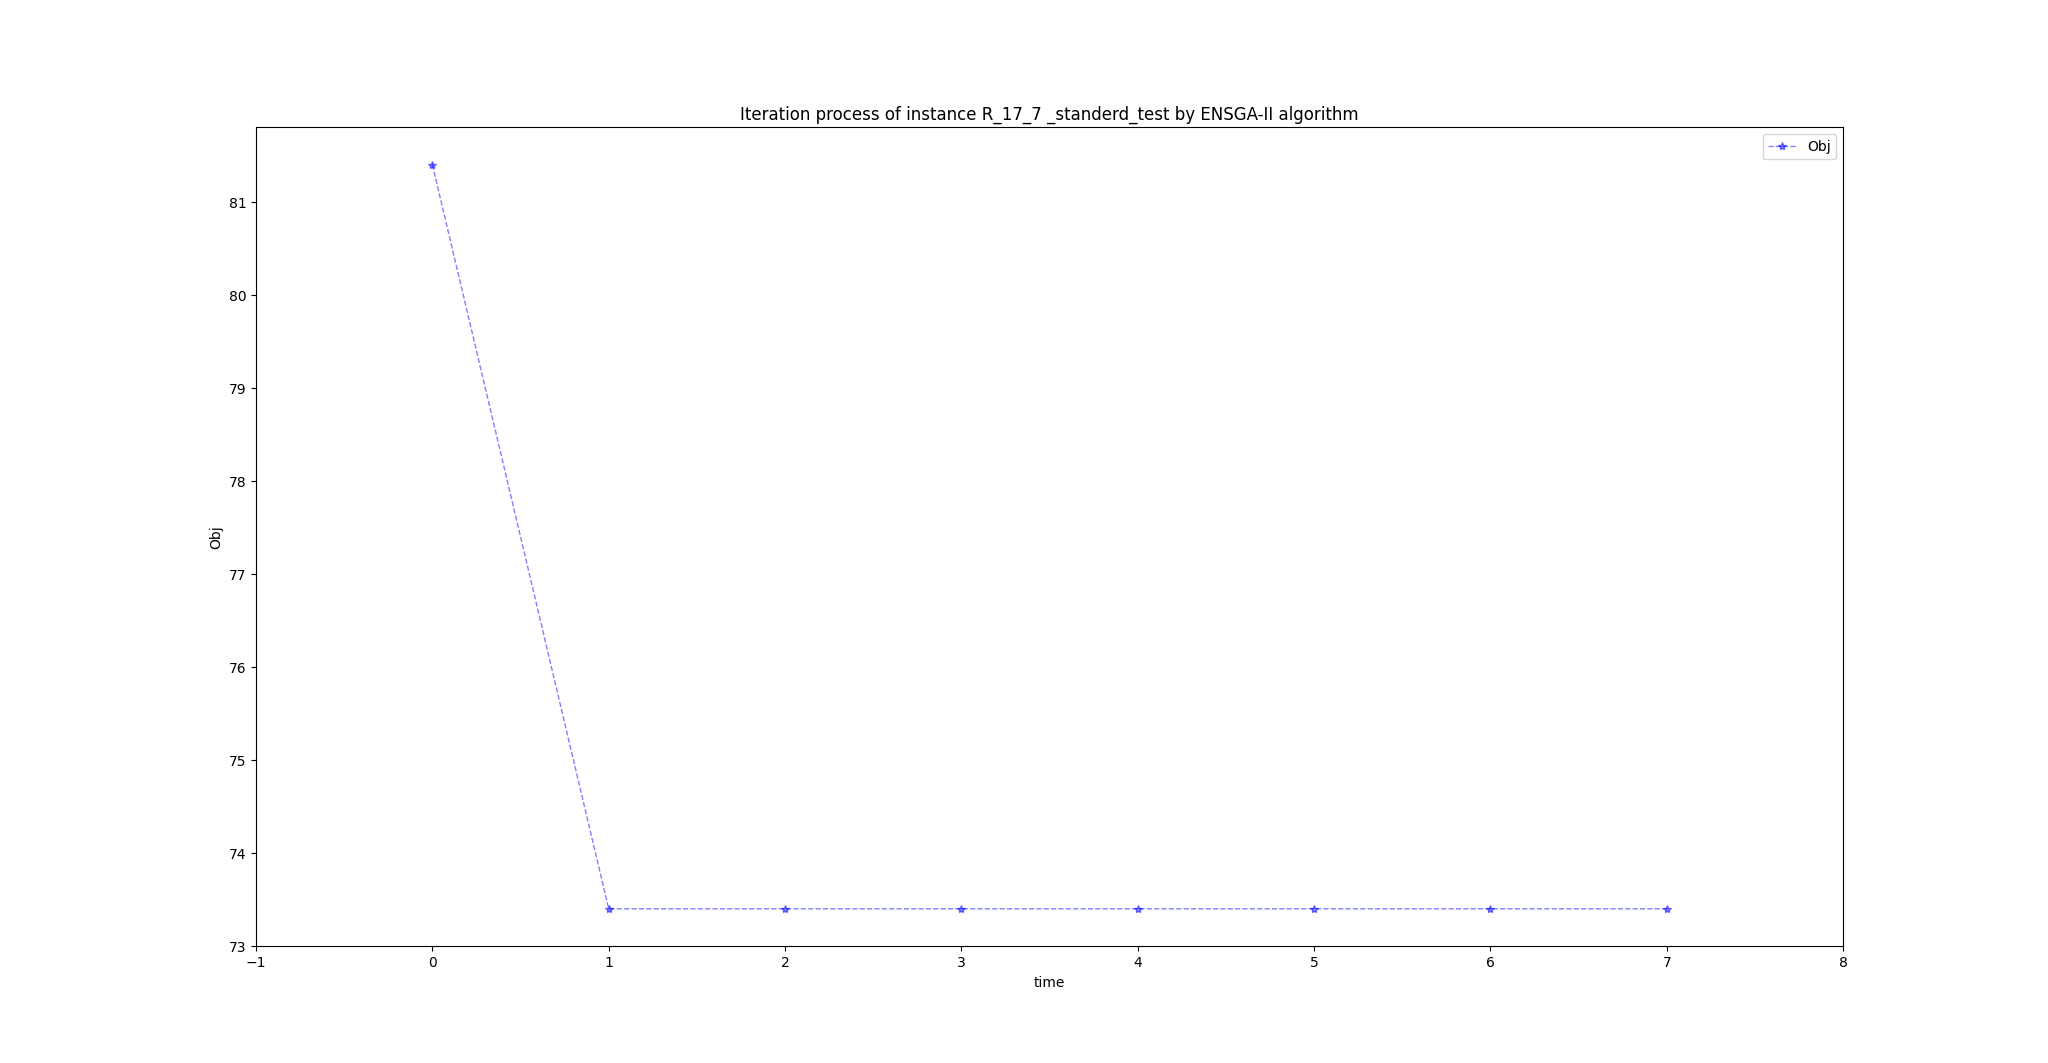 Iteration process of instance R_17_7 _standerd_test by ENSGA-II algorithm
Obj
81
80
79
78
77
76
75
74
73
Obj
−1 0 1 2 3 4 5 6 7 8
time